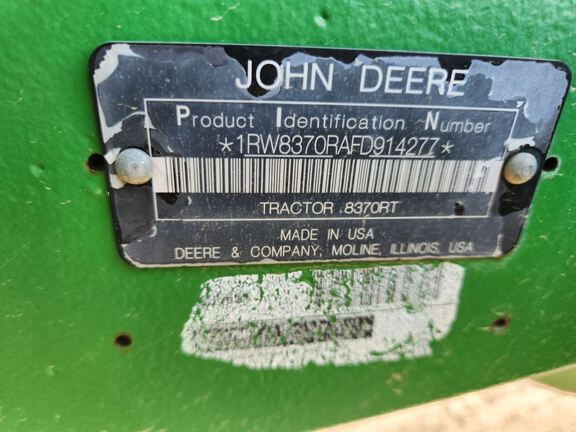 JOHN DEERE
Product Identification Number
*1RW8370RAFD914277*
TRACTOR 8370RT
MADE IN USA
DEERE & COMPANY, MOLINE, ILLINOIS, USA